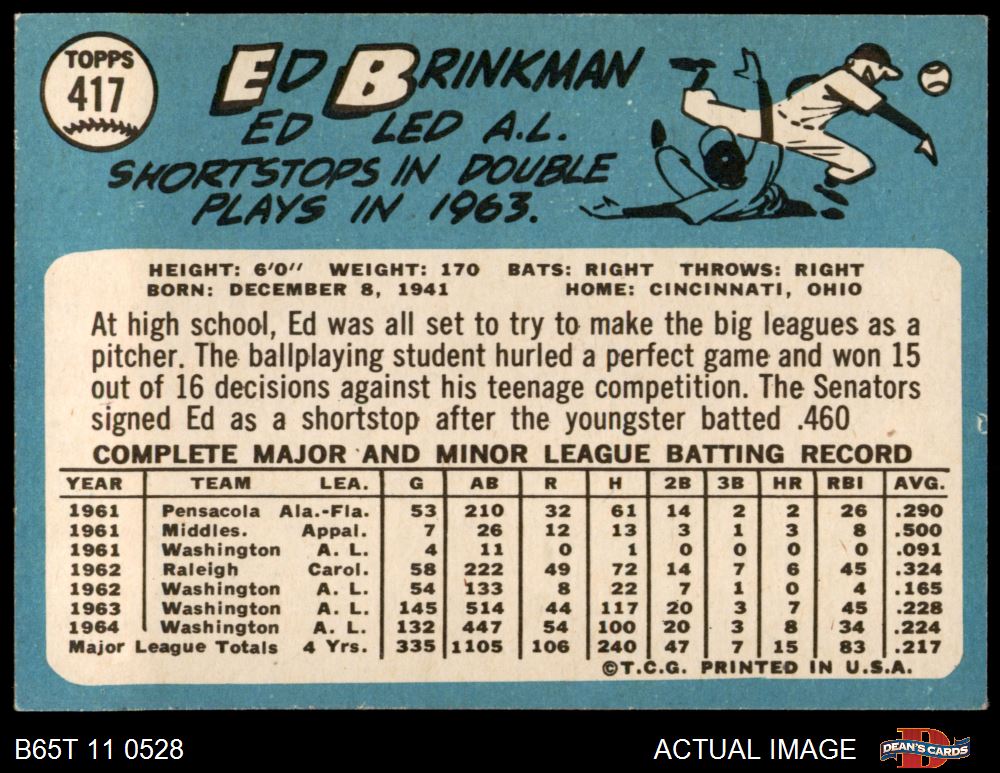 TOPPS
417
ED BRINKMAN
ED LED A.L.
SHORTSTOPS IN DOUBLE
PLAYS IN 1963.
HEIGHT: 6'0" WEIGHT: 170 BATS: RIGHT THROWS: RIGHT
BORN: DECEMBER 8, 1941 HOME: CINCINNATI, OHIO
At high school, Ed was all set to try to make the big leagues as a
pitcher. The ballplaying student hurled a perfect game and won 15
out of 16 decisions against his teenage competition. The Senators
signed Ed as a shortstop after the youngster batted .460
COMPLETE MAJOR AND MINOR LEAGUE BATTING RECORD
YEAR TEAM LEA. G AB R H 2B 3B HR RBI AVG.
1961 Pensacola Ala.-Fla. 53 210 32 61 14 2 2 26 .290
1961 Middles. Appal. 7 26 12 13 3 1 3 8 .500
1961 Washington A. L. 4 11 0 1 0 0 0 0 .091
1962 Raleigh Carol. 58 222 49 72 14 7 6 45 .324
1962 Washington A. L. 54 133 8 22 7 1 0 4 .165
1963 Washington A. L. 145 514 44 117 20 3 7 45 .228
1964 Washington A. L. 132 447 54 100 20 3 8 34 .224
Major League Totals 4 Yrs. 335 1105 106 240 47 7 15 83 .217
©T.C.G. PRINTED IN U.S.A.
B65T 11 0528 ACTUAL IMAGE DEAN'S CARDS